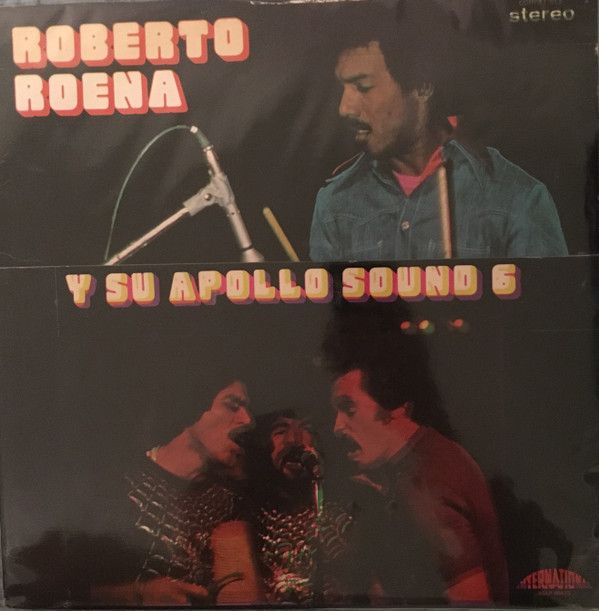 stereo
ROBERTO
ROENA
Y SU APOLLO SOUND 6
INTERNATIONAL